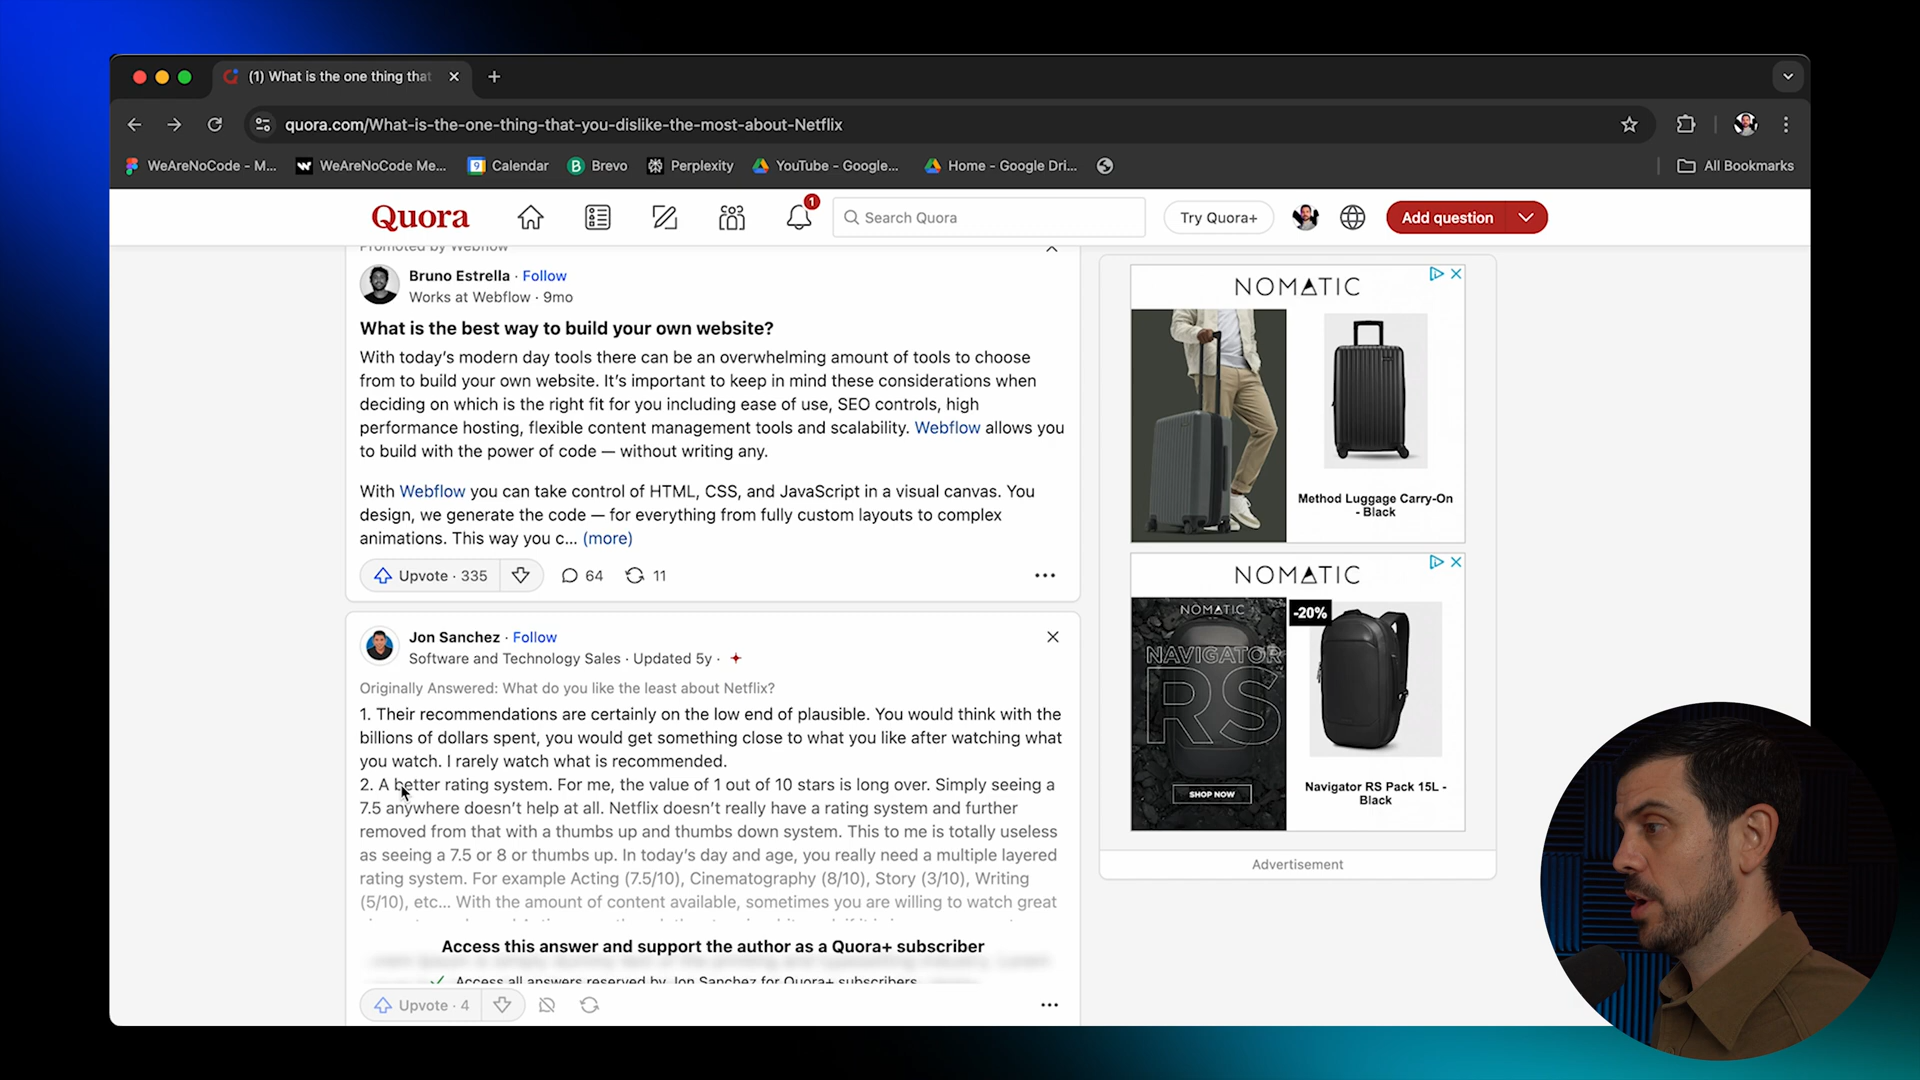 (1) What is the one thing that
quora.com/What-is-the-one-thing-that-you-dislike-the-most-about-Netflix
WeAreNoCode - M...
WeAreNoCode Me...
9
Calendar
B
Brevo
Perplexity
YouTube - Google...
Home - Google Dri...
All Bookmarks
Quora
1
Search Quora
Try Quora+
Add question
Promoted by Webflow
Bruno Estrella · Follow
Works at Webflow · 9mo
What is the best way to build your own website?
With today’s modern day tools there can be an overwhelming amount of tools to choose
from to build your own website. It’s important to keep in mind these considerations when
deciding on which is the right fit for you including ease of use, SEO controls, high
performance hosting, flexible content management tools and scalability. Webflow allows you
to build with the power of code — without writing any.
With Webflow you can take control of HTML, CSS, and JavaScript in a visual canvas. You
design, we generate the code — for everything from fully custom layouts to complex
animations. This way you c... (more)
Upvote · 335
64
11
Jon Sanchez · Follow
Software and Technology Sales · Updated 5y ·
Originally Answered: What do you like the least about Netflix?
1. Their recommendations are certainly on the low end of plausible. You would think with the
billions of dollars spent, you would get something close to what you like after watching what
you watch. I rarely watch what is recommended.
2. A better rating system. For me, the value of 1 out of 10 stars is long over. Simply seeing a
7.5 anywhere doesn’t help at all. Netflix doesn’t really have a rating system and further
removed from that with a thumbs up and thumbs down system. This to me is totally useless
as seeing a 7.5 or 8 or thumbs up. In today’s day and age, you really need a multiple layered
rating system. For example Acting (7.5/10), Cinematography (8/10), Story (3/10), Writing
(5/10), etc... With the amount of content available, sometimes you are willing to watch great
Access this answer and support the author as a Quora+ subscriber
Access all answers reserved by Jon Sanchez for Quora+ subscribers
Upvote · 4
NOMATIC
Method Luggage Carry-On
- Black
NOMATIC
NOMATIC
NAVIGATOR
RS
SHOP NOW
-20%
Navigator RS Pack 15L -
Black
Advertisement